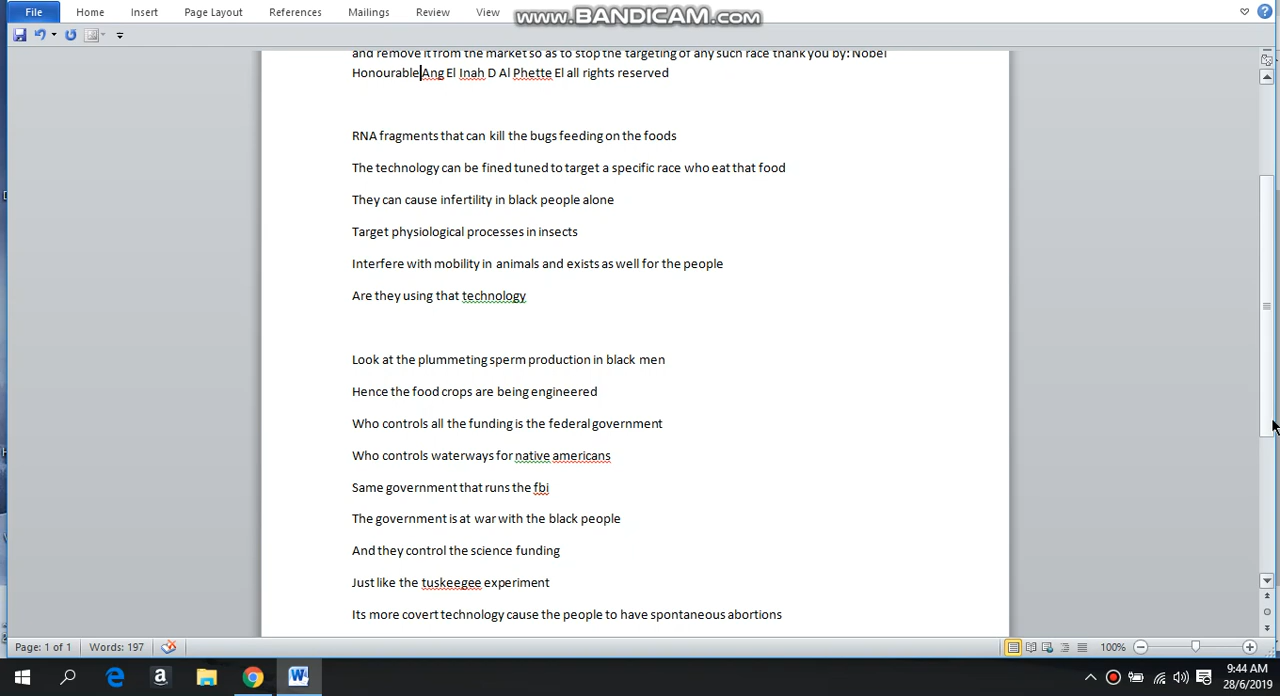 File Home Insert Page Layout References Mailings Review View
www.BANDICAM.com
and remove it from the market so as to stop the targeting of any such race thank you by: Nobel
Honourable Ang El Inah D Al Phette El all rights reserved
RNA fragments that can kill the bugs feeding on the foods
The technology can be fined tuned to target a specific race who eat that food
They can cause infertility in black people alone
Target physiological processes in insects
Interfere with mobility in animals and exists as well for the people
Are they using that technology
Look at the plummeting sperm production in black men
Hence the food crops are being engineered
Who controls all the funding is the federal government
Who controls waterways for native americans
Same government that runs the fbi
The government is at war with the black people
And they control the science funding
Just like the tuskeegee experiment
Its more covert technology cause the people to have spontaneous abortions
Page: 1 of 1 Words: 197 100%
9:44 AM
28/6/2019